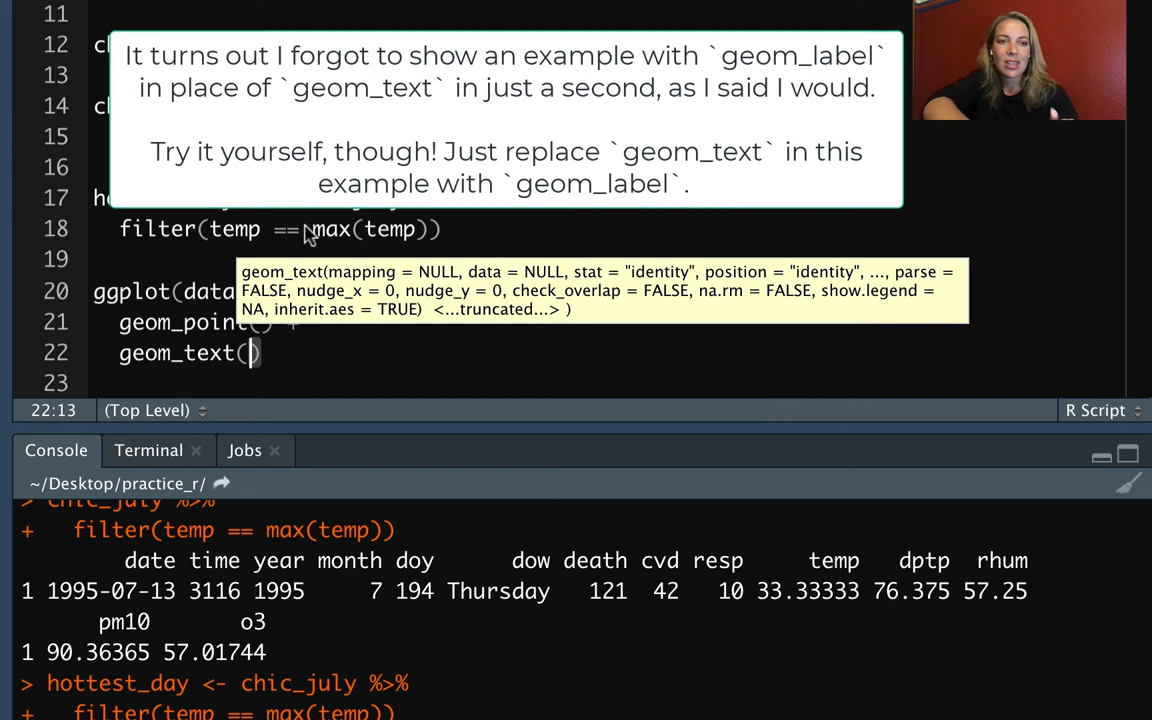 11
12 c
It turns out I forgot to show an example with `geom_label`
in place of `geom_text` in just a second, as I said I would.
13
14 c
Try it yourself, though! Just replace `geom_text` in this
example with `geom_label`.
15
16
17 h
18 filter(temp == max(temp))
19
geom_text(mapping = NULL, data = NULL, stat = "identity", position = "identity", ..., parse =
FALSE, nudge_x = 0, nudge_y = 0, check_overlap = FALSE, na.rm = FALSE, show.legend =
NA, inherit.aes = TRUE) <...truncated...> )
20 ggplot(data
21 geom_point() +
22 geom_text()
23
22:13 (Top Level) R Script
Console Terminal Jobs
~/Desktop/practice_r/
> chic_july %>%
+ filter(temp == max(temp))
date time year month doy dow death cvd resp temp dptp rhum
1 1995-07-13 3116 1995 7 194 Thursday 121 42 10 33.33333 76.375 57.25
pm10 o3
1 90.36365 57.01744
> hottest_day <- chic_july %>%
+ filter(temp == max(temp))